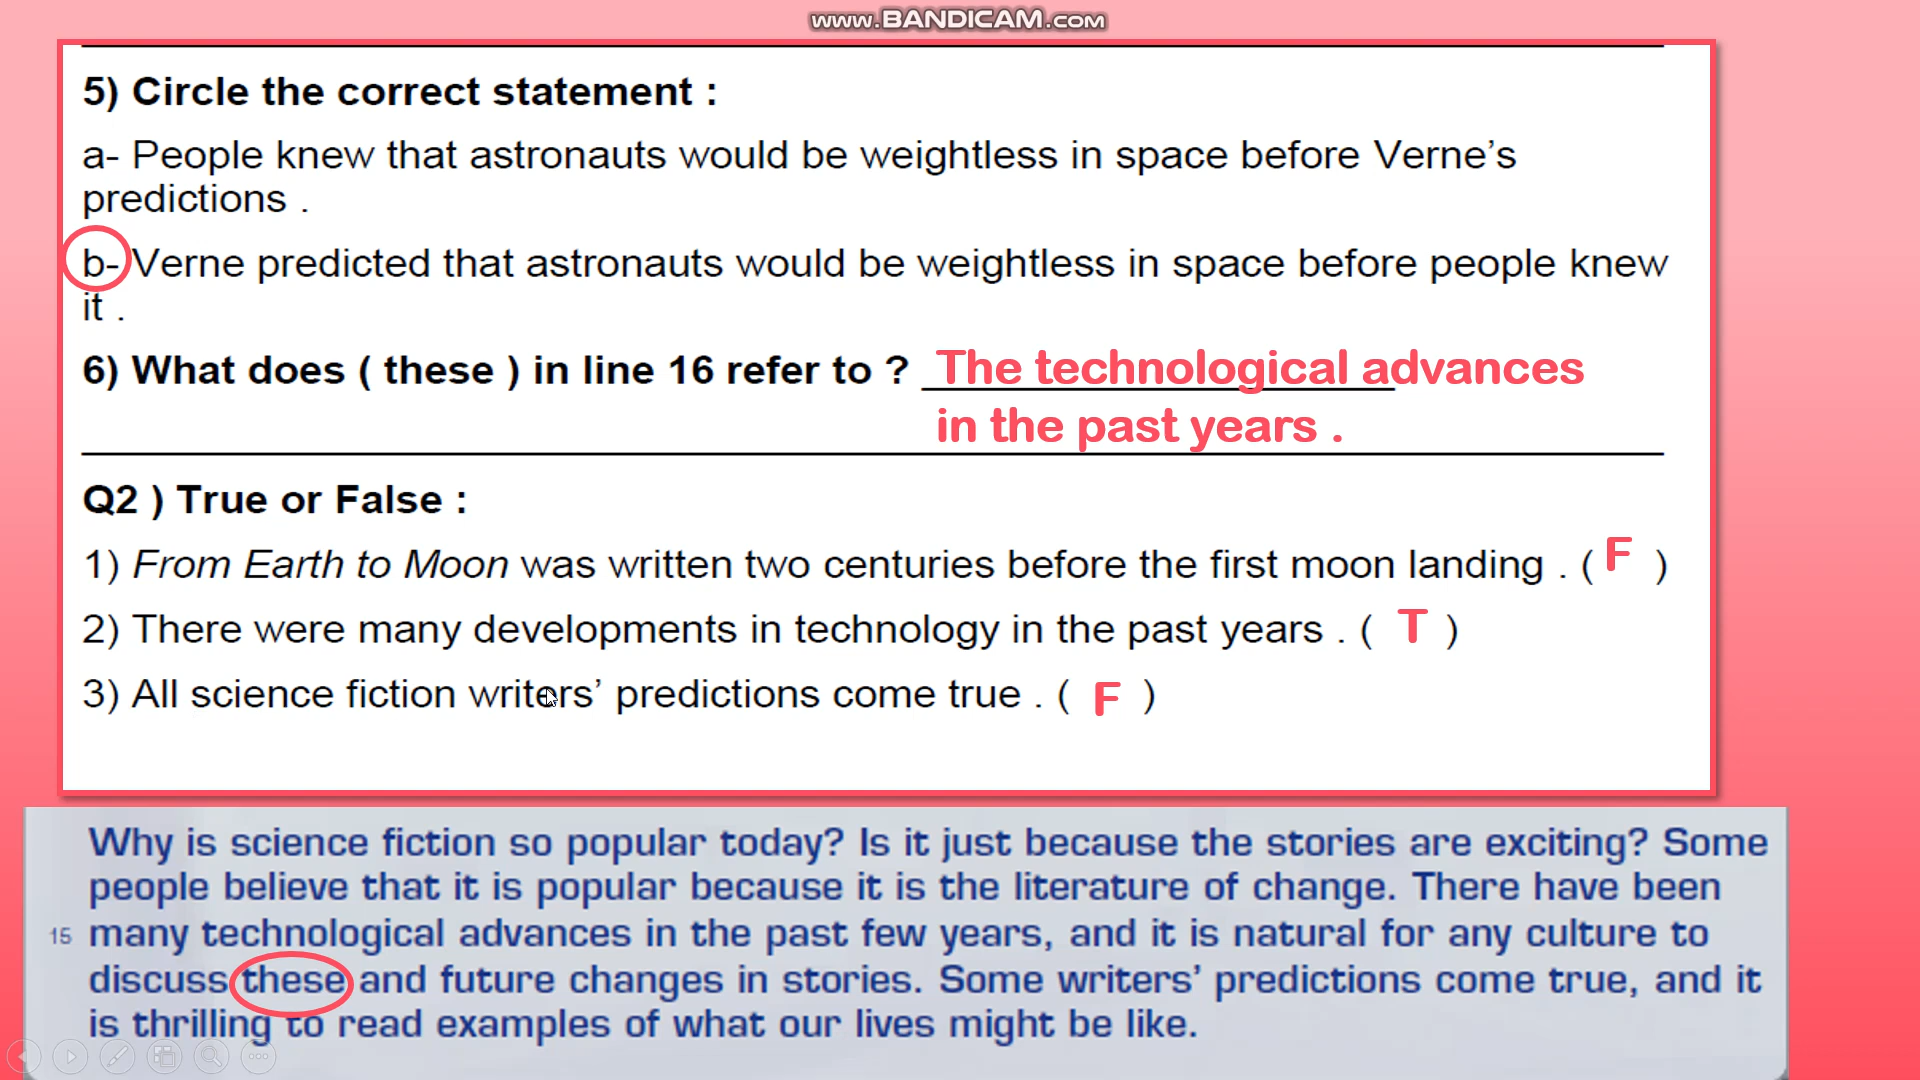 www.BANDICAM.com
5) Circle the correct statement :
a- People knew that astronauts would be weightless in space before Verne’s
predictions .
b- Verne predicted that astronauts would be weightless in space before people knew
it .
6) What does ( these ) in line 16 refer to ? The technological advances
in the past years .
Q2 ) True or False :
1) From Earth to Moon was written two centuries before the first moon landing . ( F )
2) There were many developments in technology in the past years . ( T )
3) All science fiction writers’ predictions come true . ( F )
Why is science fiction so popular today? Is it just because the stories are exciting? Some
people believe that it is popular because it is the literature of change. There have been
15 many technological advances in the past few years, and it is natural for any culture to
discuss these and future changes in stories. Some writers’ predictions come true, and it
is thrilling to read examples of what our lives might be like.